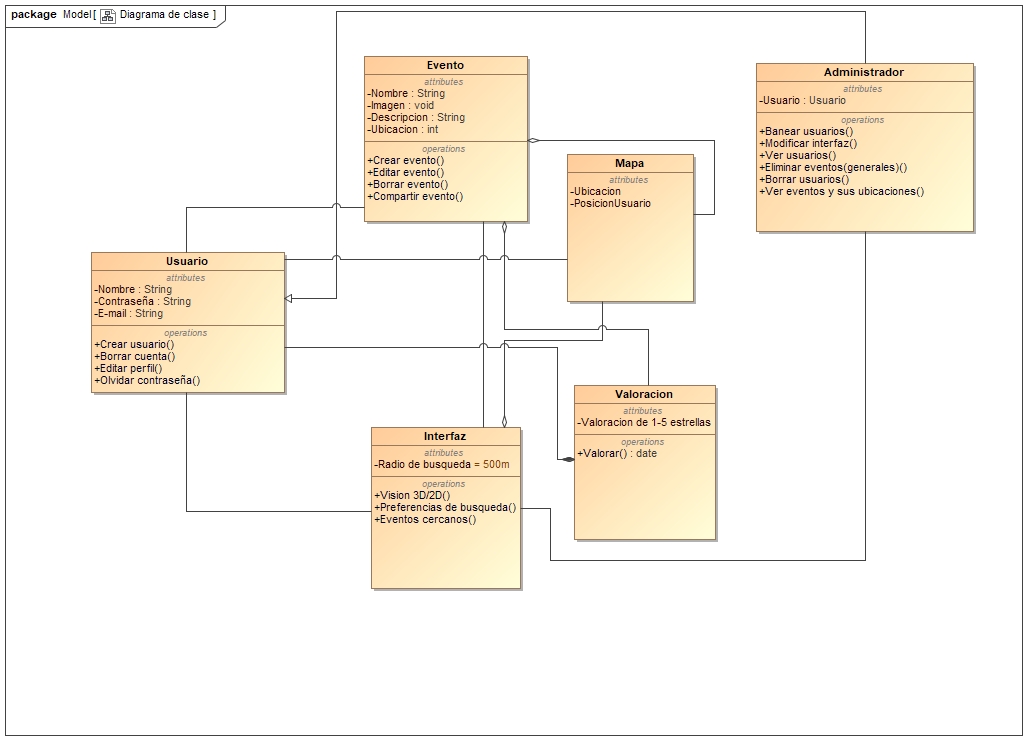 package Model[ Diagrama de clase ]
Evento
attributes
-Nombre : String
-Imagen : void
-Descripcion : String
-Ubicacion : int
operations
+Crear evento()
+Editar evento()
+Borrar evento()
+Compartir evento()
Administrador
attributes
-Usuario : Usuario
operations
+Banear usuarios()
+Modificar interfaz()
+Ver usuarios()
+Eliminar eventos(generales)()
+Borrar usuarios()
+Ver eventos y sus ubicaciones()
Mapa
attributes
-Ubicacion
-PosicionUsuario
Usuario
attributes
-Nombre : String
-Contraseña : String
-E-mail : String
operations
+Crear usuario()
+Borrar cuenta()
+Editar perfil()
+Olvidar contraseña()
Valoracion
attributes
-Valoracion de 1-5 estrellas
operations
+Valorar() : date
Interfaz
attributes
-Radio de busqueda = 500m
operations
+Vision 3D/2D()
+Preferencias de busqueda()
+Eventos cercanos()